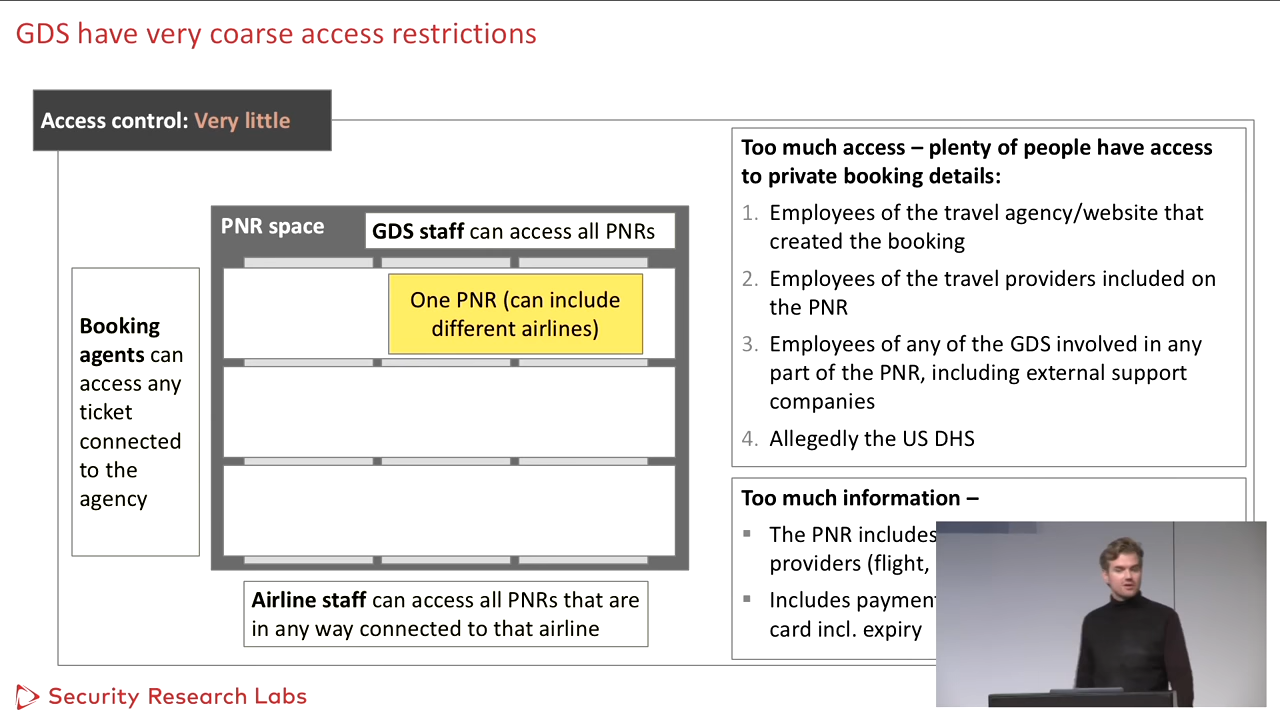 GDS have very coarse access restrictions
Access control: Very little
PNR space
GDS staff can access all PNRs
One PNR (can include
different airlines)
Booking
agents can
access any
ticket
connected
to the
agency
Airline staff can access all PNRs that are
in any way connected to that airline
Too much access – plenty of people have access
to private booking details:
1. Employees of the travel agency/website that
created the booking
2. Employees of the travel providers included on
the PNR
3. Employees of any of the GDS involved in any
part of the PNR, including external support
companies
4. Allegedly the US DHS
Too much information –
▪ The PNR includes
providers (flight,
▪ Includes payment
card incl. expiry
Security Research Labs